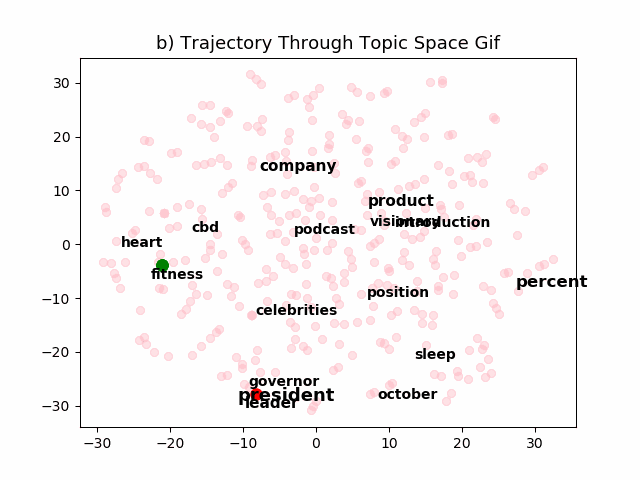 b) Trajectory Through Topic Space Gif
30
20
10
0
−10
−20
−30
company
product
visionary
introduction
cbd
podcast
heart
fitness
percent
position
celebrities
sleep
governor
president
october
leader
−30
−20
−10
0
10
20
30